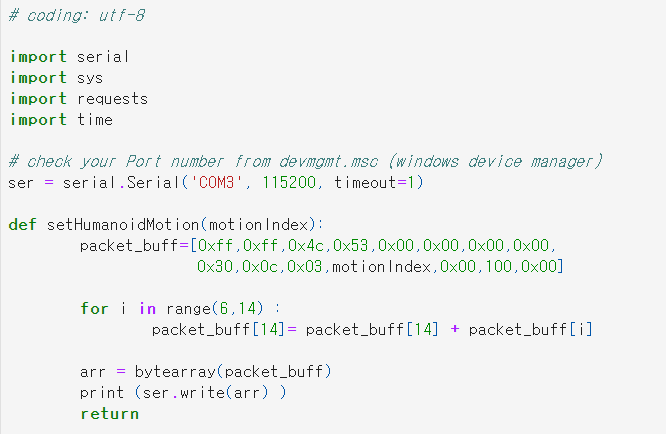 # coding: utf-8
import serial
import sys
import requests
import time
# check your Port number from devmgmt.msc (windows device manager)
ser = serial.Serial('COM3', 115200, timeout=1)
def setHumanoidMotion(motionIndex):
packet_buff=[0xff,0xff,0x4c,0x53,0x00,0x00,0x00,0x00,
0x30,0x0c,0x03,motionIndex,0x00,100,0x00]
for i in range(6,14) :
packet_buff[14]= packet_buff[14] + packet_buff[i]
arr = bytearray(packet_buff)
print (ser.write(arr) )
return